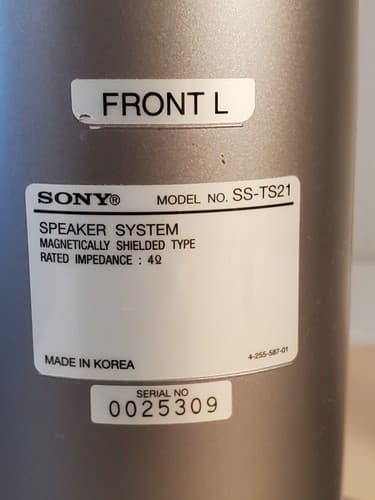 FRONT L
SONY® MODEL NO. SS-TS21
SPEAKER SYSTEM
MAGNETICALLY SHIELDED TYPE
RATED IMPEDANCE : 4Ω
MADE IN KOREA 4-255-587-01
SERIAL NO
0025309